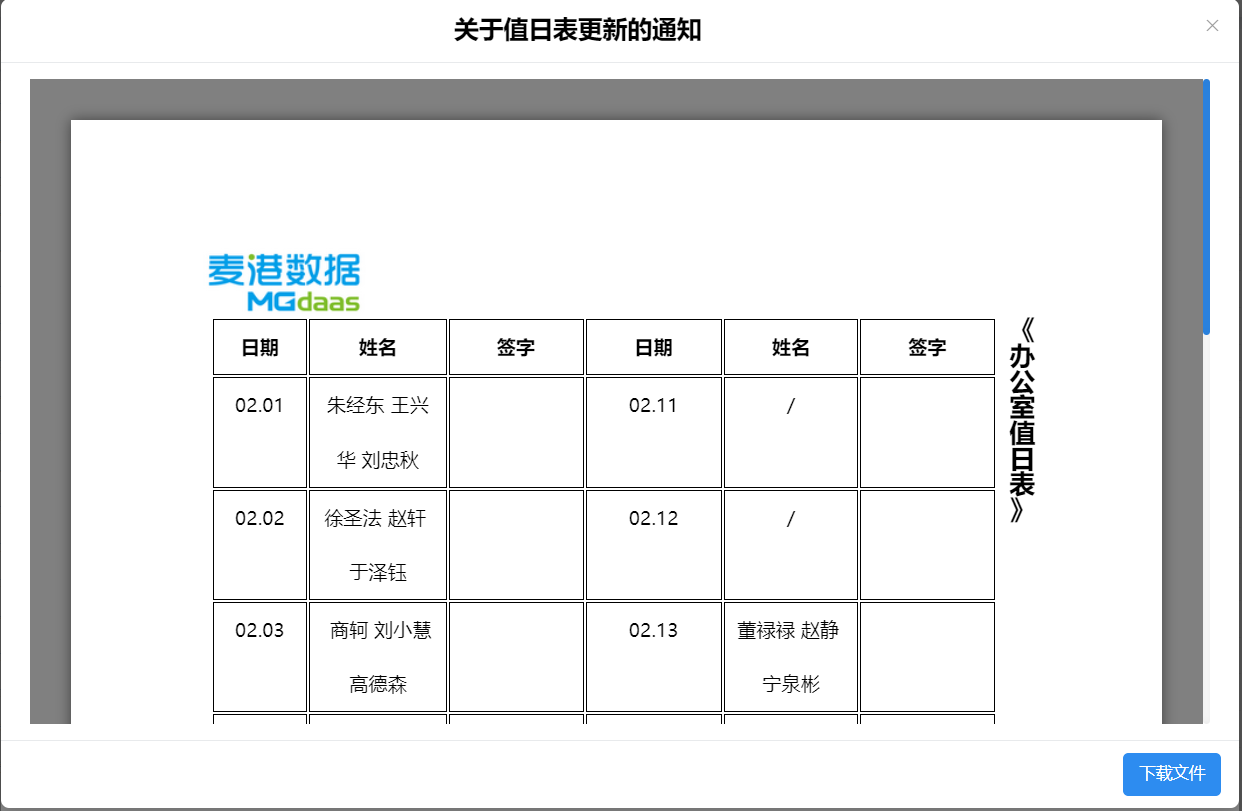 关于值日表更新的通知
麦港数据
MGdaas
日期 姓名 签字 日期 姓名 签字
《办公室值日表》
02.01 朱经东 王兴 02.11 /
华 刘忠秋
02.02 徐圣法 赵轩 02.12 /
于泽钰
02.03 商轲 刘小慧 02.13 董禄禄 赵静
高德森 宁泉彬
下载文件